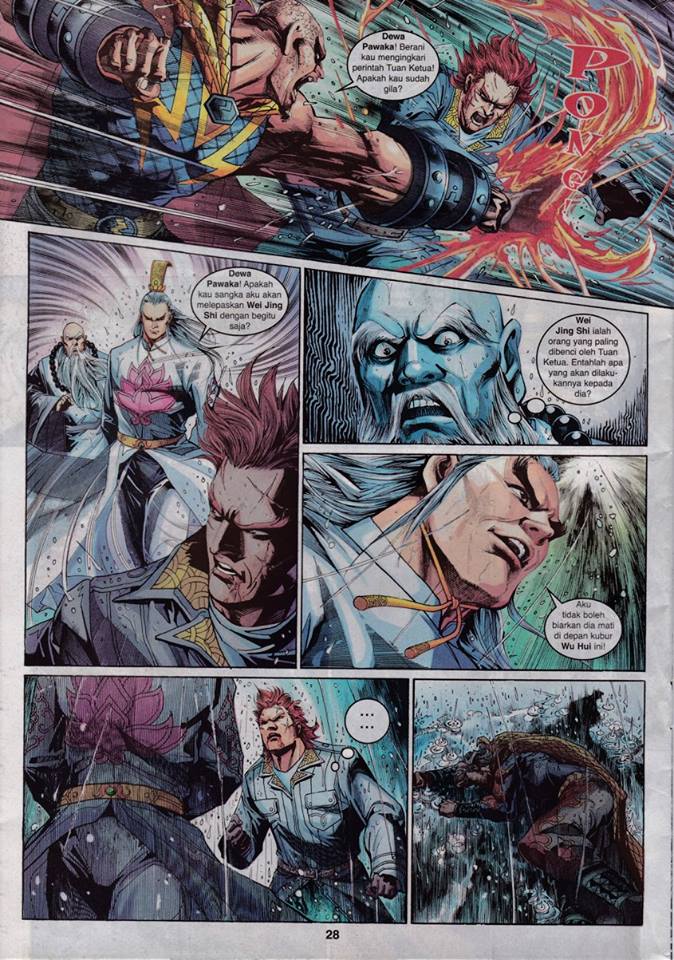 Dewa
Pawaka! Berani
kau mengingkari
perintah Tuan Ketua!
Apakah kau sudah
gila?
PONG!
Dewa
Pawaka! Apakah
kau sangka aku akan
melepaskan Wei Jing
Shi dengan begitu
saja?
Wei
Jing Shi ialah
orang yang paling
dibenci oleh Tuan
Ketua. Entahlah apa
yang akan dilaku-
kannya kepada
dia?
Aku
tidak boleh
biarkan dia mati
di depan kubur
Wu Hui ini!
...
...
28